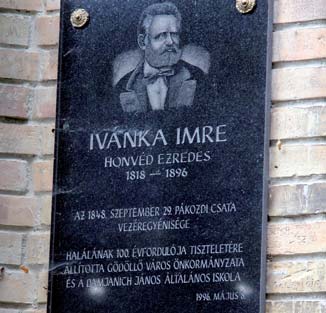 IVÁNKA IMRE
HONVÉD EZREDES
1818 — 1896
AZ 1848. SZEPTEMBER 29. PÁKOZDI CSATA
VEZÉREGYÉNISÉGE
HALÁLÁNAK 100. ÉVFORDULÓJA TISZTELETÉRE
ÁLLÍTOTTA GÖDÖLLŐ VÁROS ÖNKORMÁNYZATA
ÉS A DAMJANICH JÁNOS ÁLTALÁNOS ISKOLA
1996. MÁJUS 8.